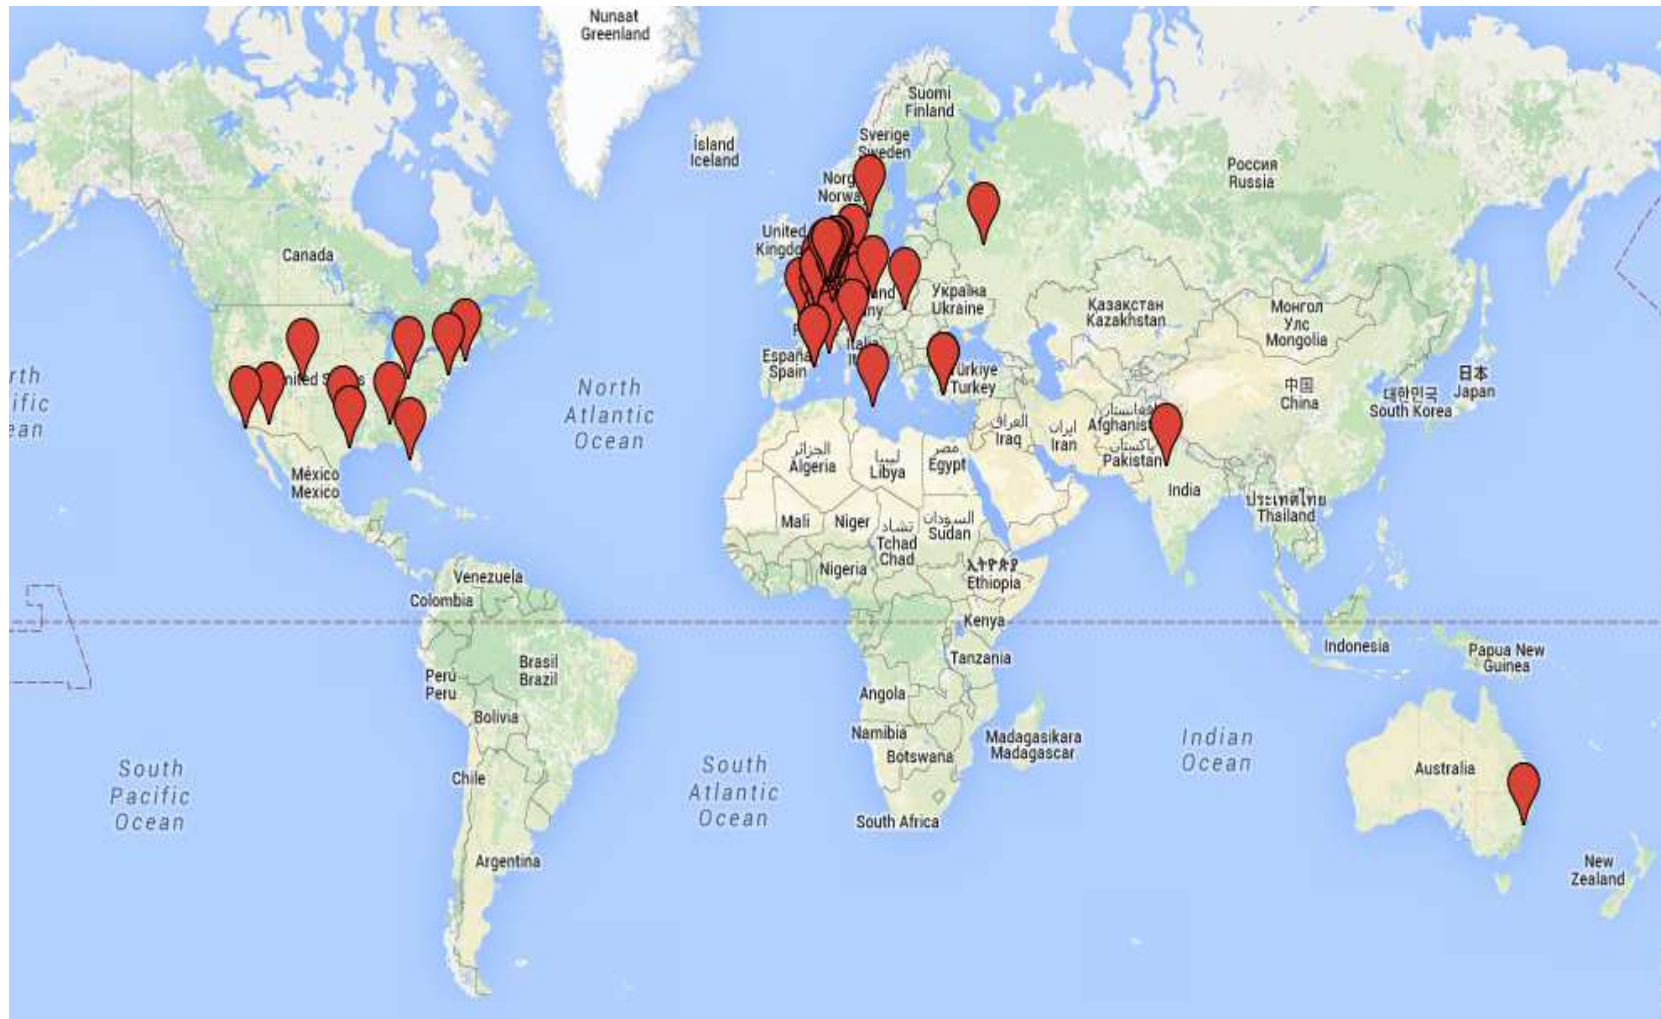 Nunaat
Greenland
Suomi
Finland
Ísland
Iceland
Sverige
Sweden
Norg
Norwa
Россия
Russia
Canada
United
Kingdo
Україна
Ukraine
Қазақстан
Kazakhstan
Монгол
Улс
Mongolia
España
Spain
Italia
Türkiye
Turkey
North
Atlantic
Ocean
中国
China
대한민국
South Korea
日本
Japan
México
Mexico
الجزائر
Algeria
ليبيا
Libya
مصر
Egypt
العراق
Iraq
ایران
Iran
Afghanis
پاکستان
Pakistan
India
ประเทศไทย
Thailand
Mali
Niger
تشاد
Tchad
Chad
السودان
Sudan
Nigeria
ኢትዮጵያ
Ethiopia
Venezuela
Colombia
Kenya
Indonesia
Papua New
Guinea
Brasil
Brazil
Perú
Peru
Tanzania
Bolivia
Angola
Namibia
Botswana
Madagasikara
Madagascar
Indian
Ocean
South
Pacific
Ocean
Chile
South
Atlantic
Ocean
South Africa
Australia
Argentina
New
Zealand